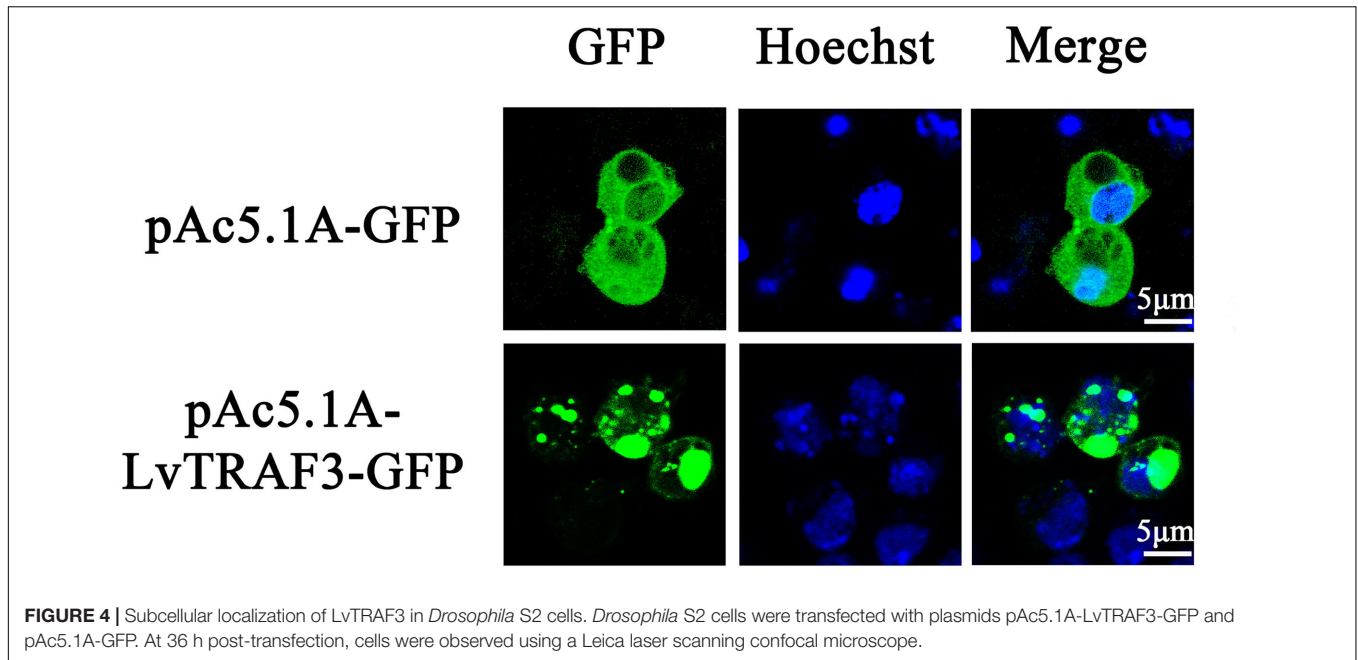 GFP Hoechst Merge
pAc5.1A-GFP
5μm
pAc5.1A-
LvTRAF3-GFP
5μm
FIGURE 4 | Subcellular localization of LvTRAF3 in Drosophila S2 cells. Drosophila S2 cells were transfected with plasmids pAc5.1A-LvTRAF3-GFP and
pAc5.1A-GFP. At 36 h post-transfection, cells were observed using a Leica laser scanning confocal microscope.